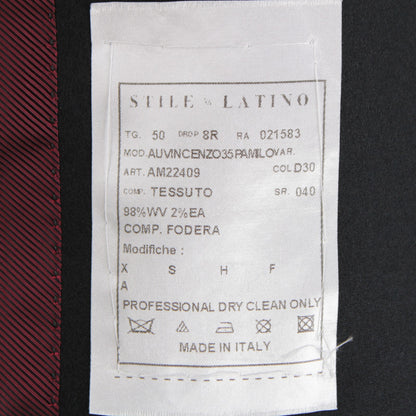 STILE LATINO
TG. 50 DROP 8R RA 021583
MOD. AUVINCENZO35PAMILO VAR.
ART. AM22409 COL D30
COMP. TESSUTO SR. 040
98%WV 2%EA
COMP. FODERA
Modifiche :
X S H F
A
PROFESSIONAL DRY CLEAN ONLY
MADE IN ITALY